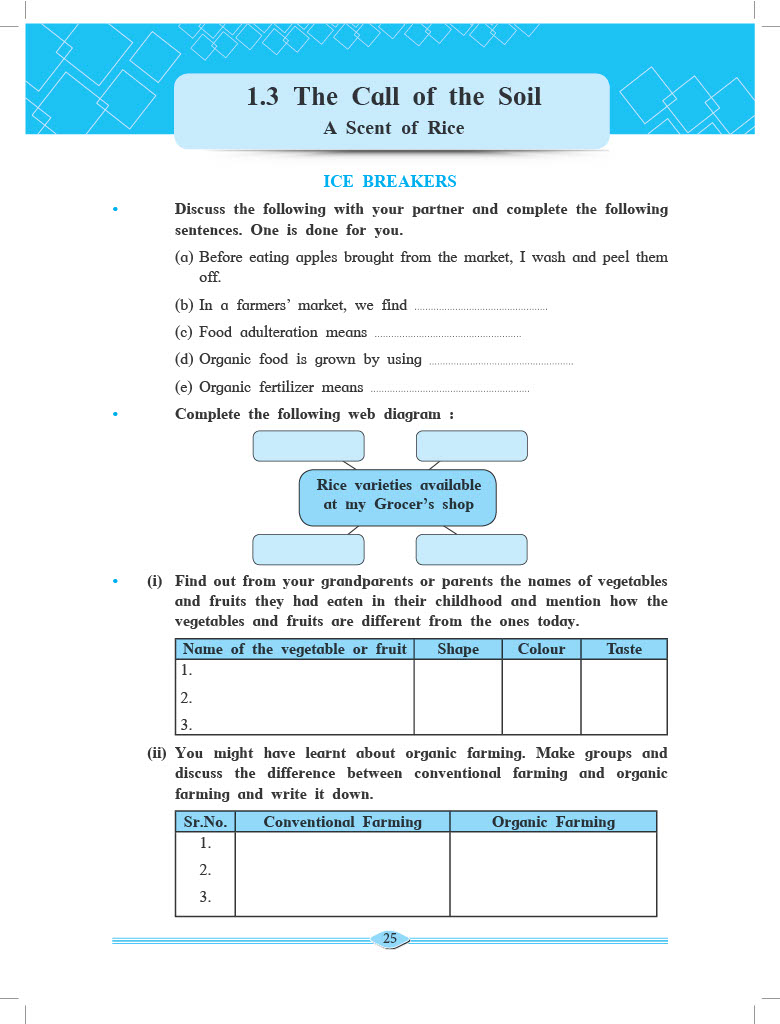 1.3 The Call of the Soil
A Scent of Rice
ICE BREAKERS
• Discuss the following with your partner and complete the following
sentences. One is done for you.
(a) Before eating apples brought from the market, I wash and peel them
off.
(b) In a farmers' market, we find ................................................
(c) Food adulteration means .....................................................
(d) Organic food is grown by using ....................................................
(e) Organic fertilizer means .........................................................
• Complete the following web diagram :
Rice varieties available
at my Grocer's shop
• (i) Find out from your grandparents or parents the names of vegetables
and fruits they had eaten in their childhood and mention how the
vegetables and fruits are different from the ones today.
Name of the vegetable or fruit Shape Colour Taste
1.
2.
3.
(ii) You might have learnt about organic farming. Make groups and
discuss the difference between conventional farming and organic
farming and write it down.
Sr.No. Conventional Farming Organic Farming
1.
2.
3.
25